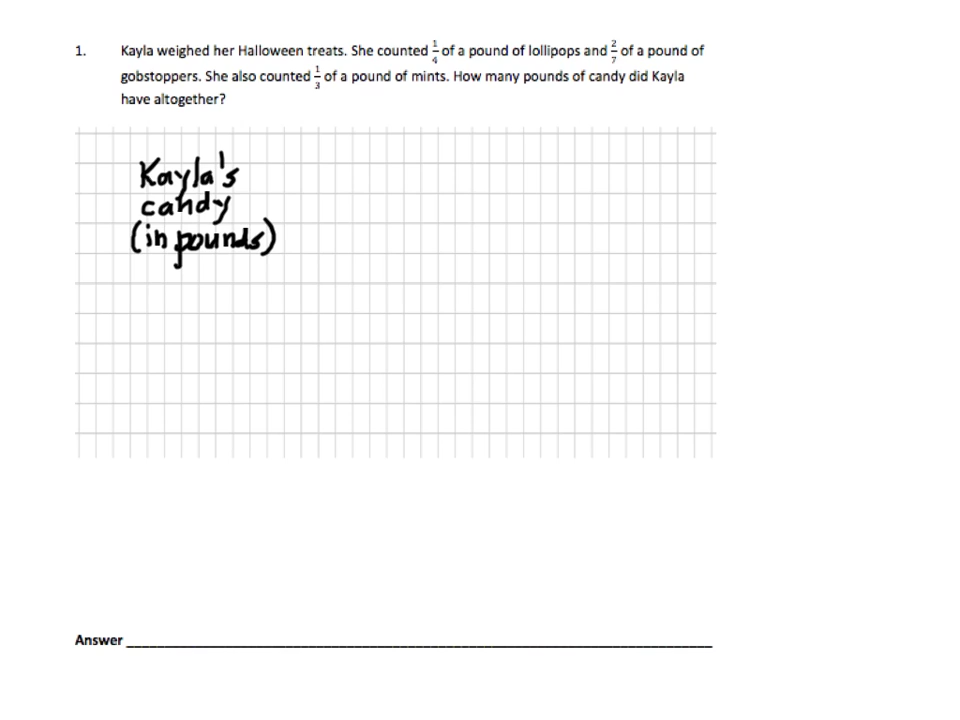 1. Kayla weighed her Halloween treats. She counted 1/4 of a pound of lollipops and 2/7 of a pound of
gobstoppers. She also counted 1/3 of a pound of mints. How many pounds of candy did Kayla
have altogether?
Kayla's
candy
(in pounds)
Answer